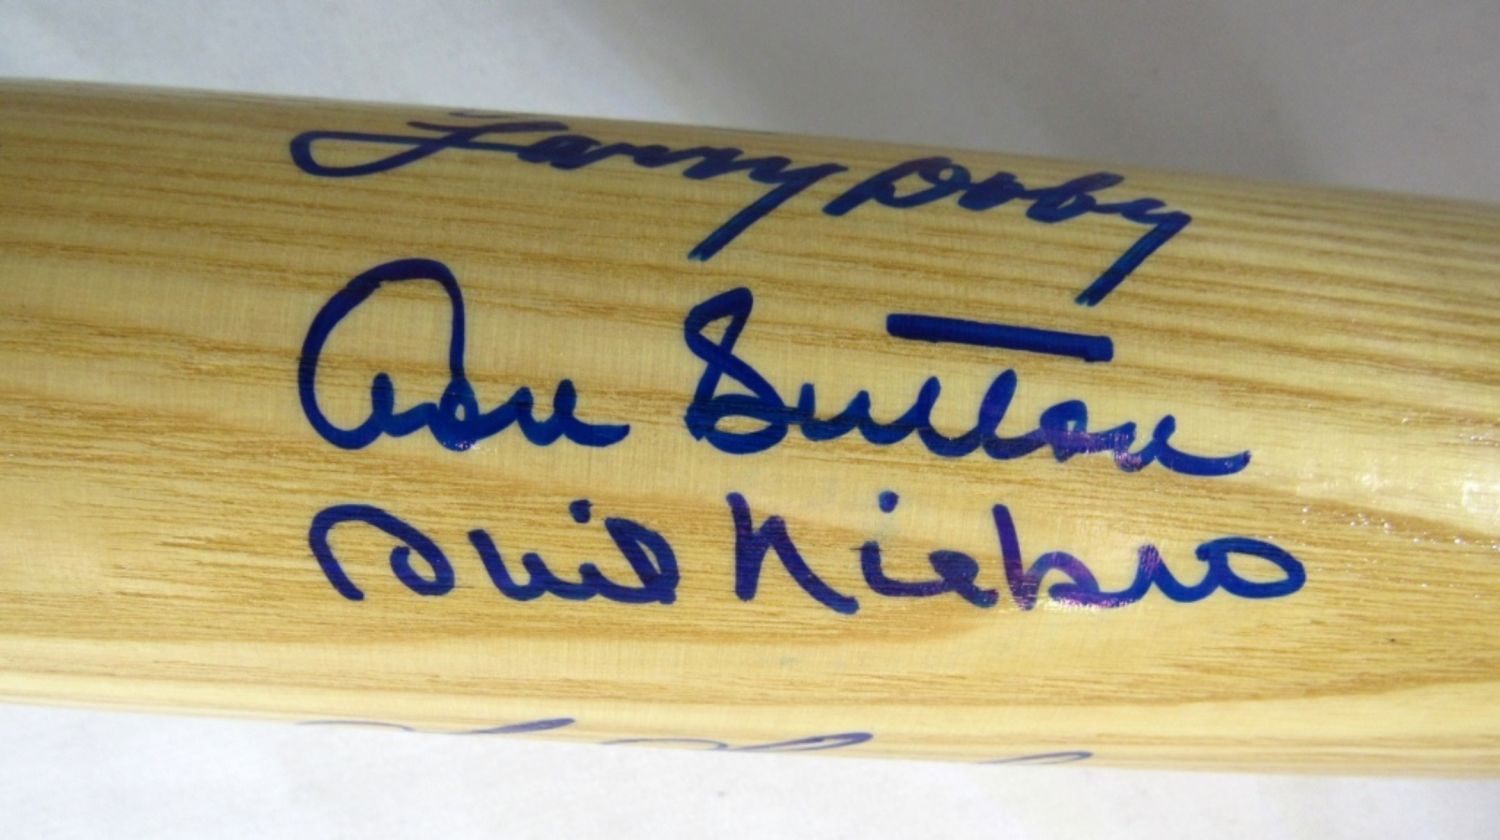 Larry Doby
Don Sutton
Phil Niekro